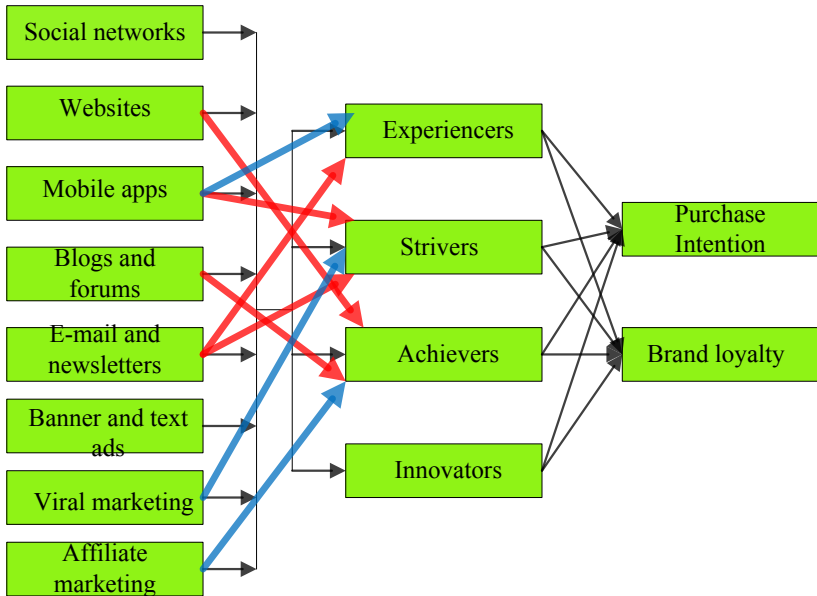 Social networks
Websites
Mobile apps
Blogs and
forums
E-mail and
newsletters
Banner and text
ads
Viral marketing
Affiliate
marketing
Experiencers
Strivers
Achievers
Innovators
Purchase
Intention
Brand loyalty